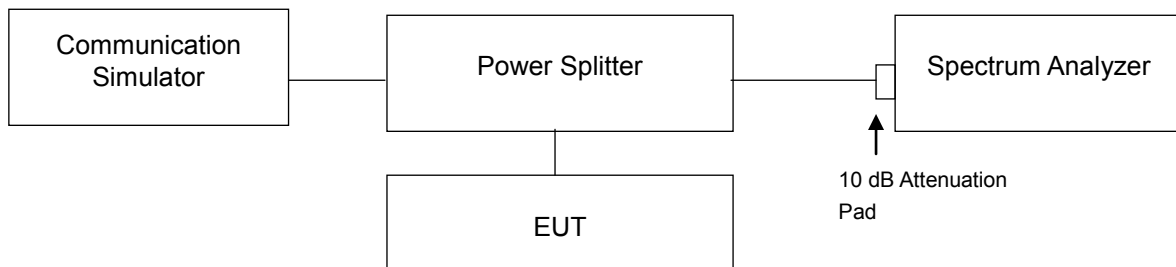 Communication
Simulator
Power Splitter
Spectrum Analyzer
10 dB Attenuation
Pad
EUT